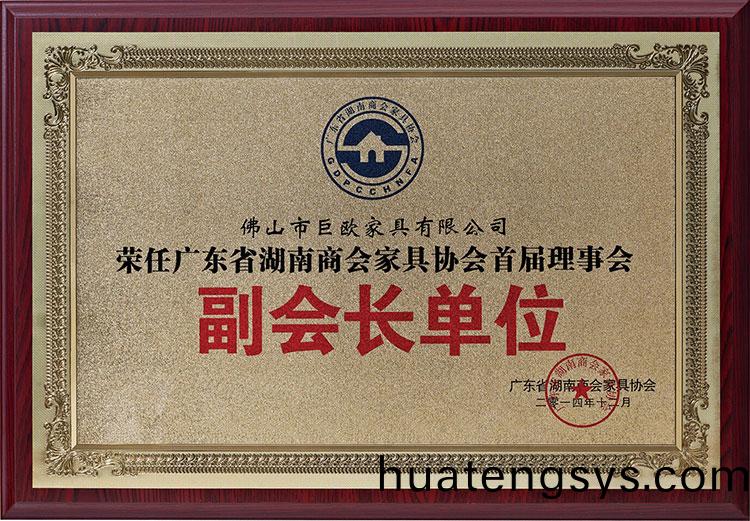 广东省湖南商会家具协会
GDPCCHNFA
佛山市巨欧家具有限公司
荣任广东省湖南商会家具协会首届理事会
副会长单位
广东省湖南商会家具协会
二零一四年十二月
huatengsys.com